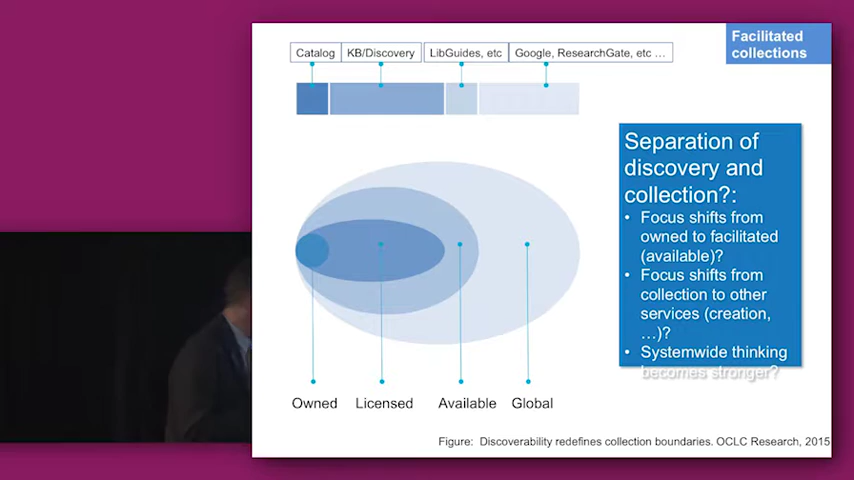 Facilitated
collections
Catalog KB/Discovery LibGuides, etc Google, ResearchGate, etc ...
Separation of
discovery and
collection?:
• Focus shifts from
owned to facilitated
(available)?
• Focus shifts from
collection to other
services (creation,
...)?
• Systemwide thinking
becomes stronger?
Owned Licensed Available Global
Figure: Discoverability redefines collection boundaries. OCLC Research, 2015